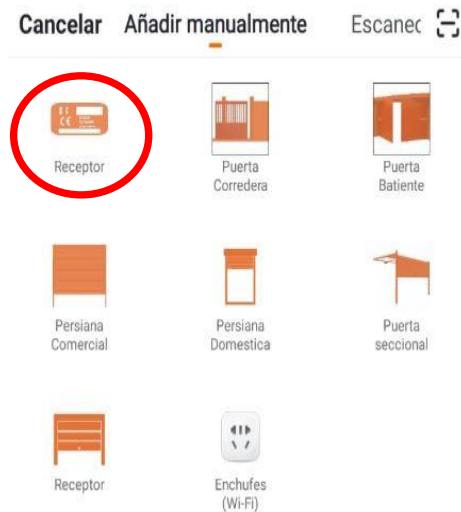 Cancelar Añadir manualmente Escanec
Receptor
Puerta
Corredera
Puerta
Batiente
Persiana
Comercial
Persiana
Domestica
Puerta
seccional
Receptor
Enchufes
(Wi-Fi)